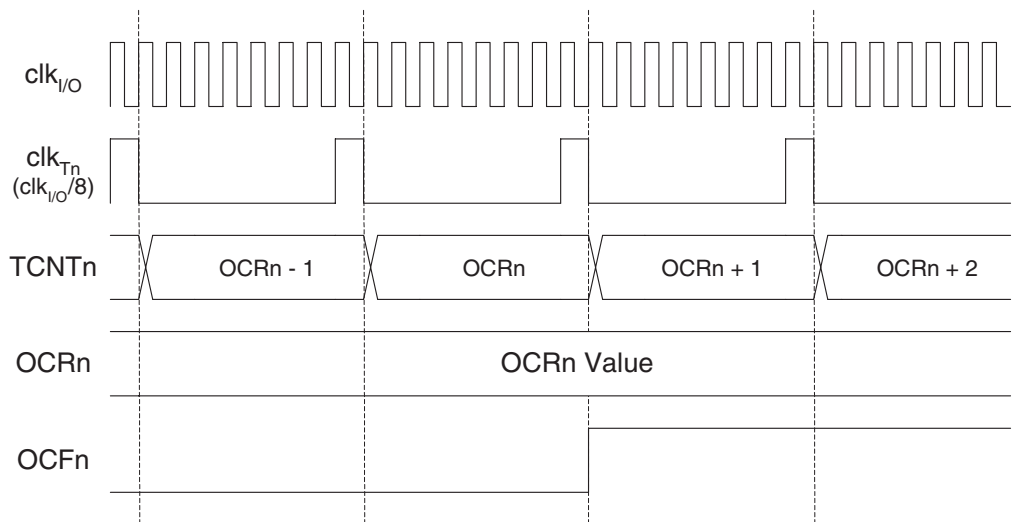 clkI/O
clkTn
(clkI/O/8)
TCNTn
OCRn - 1 OCRn OCRn + 1 OCRn + 2
OCRn
OCRn Value
OCFn